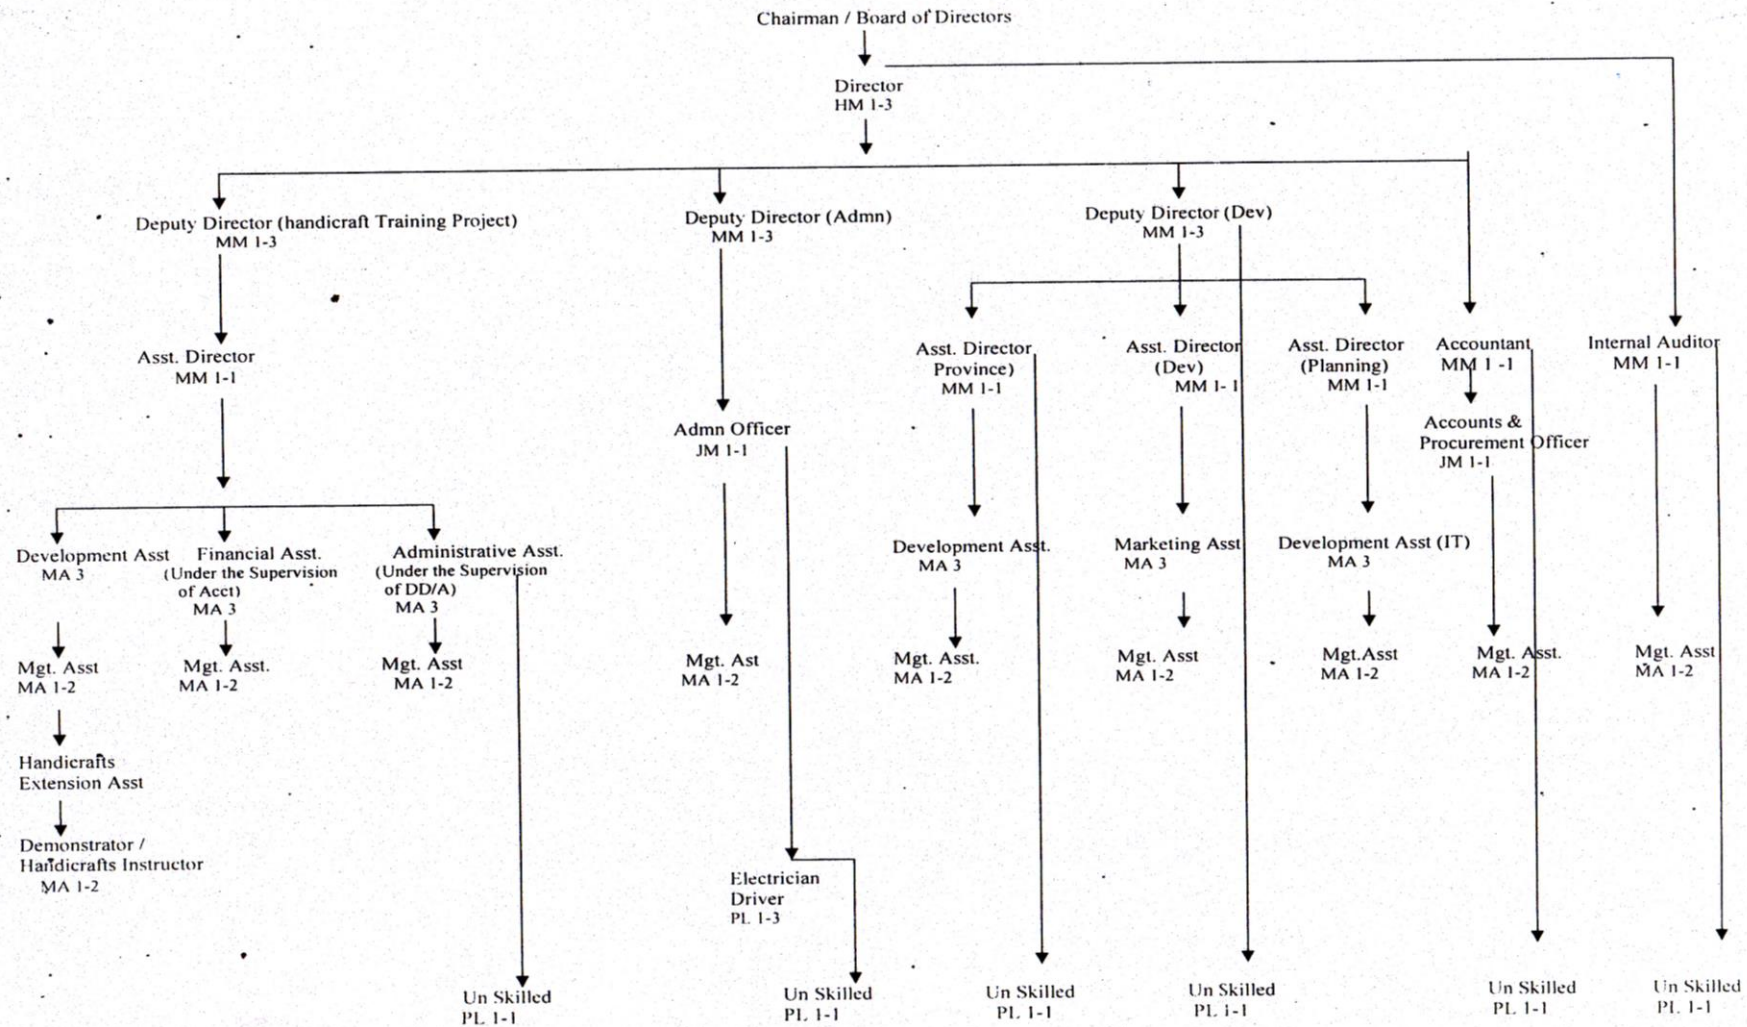 Chairman / Board of Directors
Director
HM 1-3
Deputy Director (handicraft Training Project)
MM 1-3
Deputy Director (Admn)
MM 1-3
Deputy Director (Dev)
MM 1-3
Asst. Director
MM 1-1
Admn Officer
JM 1-1
Asst. Director
Province)
MM 1-1
Asst. Director
(Dev)
MM 1- 1
Asst. Director
(Planning)
MM 1-1
Accountant
MM 1 -1
Internal Auditor
MM 1-1
Accounts &
Procurement Officer
JM 1-1
Development Asst
MA 3
Financial Asst.
(Under the Supervision
of Acct)
MA 3
Administrative Asst.
(Under the Supervision
of DD/A)
MA 3
Development Asst.
MA 3
Marketing Asst
MA 3
Development Asst (IT)
MA 3
Mgt. Asst
MA 1-2
Mgt. Asst.
MA 1-2
Mgt. Asst
MA 1-2
Mgt. Ast
MA 1-2
Mgt. Asst.
MA 1-2
Mgt. Asst
MA 1-2
Mgt.Asst
MA 1-2
Mgt. Asst.
MA 1-2
Mgt. Asst
MA 1-2
Handicrafts
Extension Asst
Demonstrator /
Handicrafts Instructor
MA 1-2
Electrician
Driver
PL 1-3
Un Skilled
PL 1-1
Un Skilled
PL 1-1
Un Skilled
PL 1-1
Un Skilled
PL 1-1
Un Skilled
PL 1-1
Un Skilled
PL 1-1